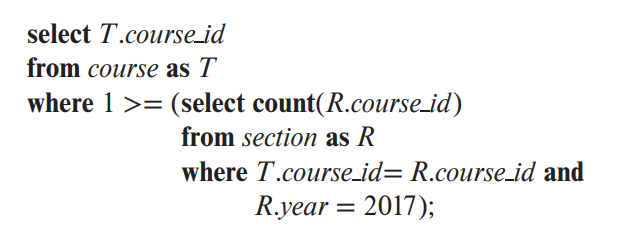 select T.course_id
from course as T
where 1 >= (select count(R.course_id)
from section as R
where T.course_id= R.course_id and
R.year = 2017);